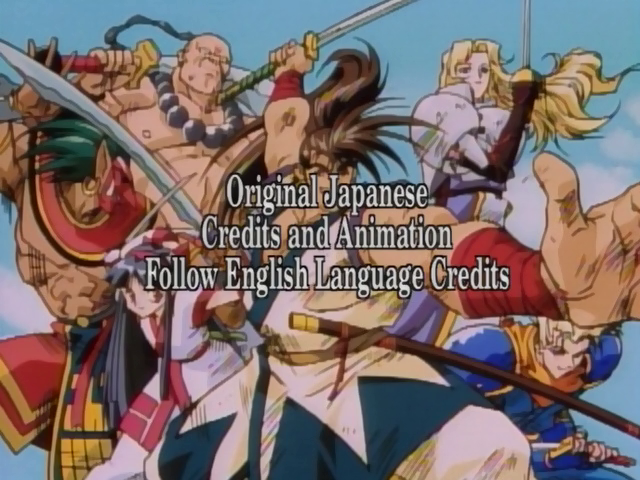 Original Japanese
Credits and Animation
Follow English Language Credits